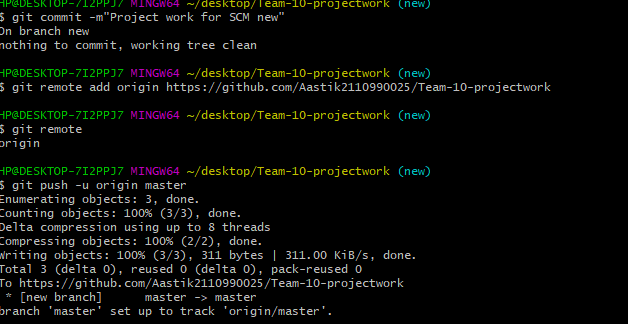 HP@DESKTOP-7I2PPJ7 MINGW64 ~/desktop/Team-10-projectwork (new)
$ git commit -m"Project work for SCM new"
On branch new
nothing to commit, working tree clean
HP@DESKTOP-7I2PPJ7 MINGW64 ~/desktop/Team-10-projectwork (new)
$ git remote add origin https://github.com/Aastik2110990025/Team-10-projectwork
HP@DESKTOP-7I2PPJ7 MINGW64 ~/desktop/Team-10-projectwork (new)
$ git remote
origin
HP@DESKTOP-7I2PPJ7 MINGW64 ~/desktop/Team-10-projectwork (new)
$ git push -u origin master
Enumerating objects: 3, done.
Counting objects: 100% (3/3), done.
Delta compression using up to 8 threads
Compressing objects: 100% (2/2), done.
Writing objects: 100% (3/3), 311 bytes | 311.00 KiB/s, done.
Total 3 (delta 0), reused 0 (delta 0), pack-reused 0
To https://github.com/Aastik2110990025/Team-10-projectwork
 * [new branch]      master -> master
branch 'master' set up to track 'origin/master'.